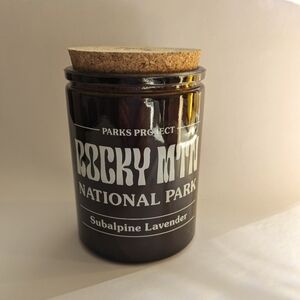 PARKS PROJECT
ROCKY MTN
NATIONAL PARK
Subalpine Lavender